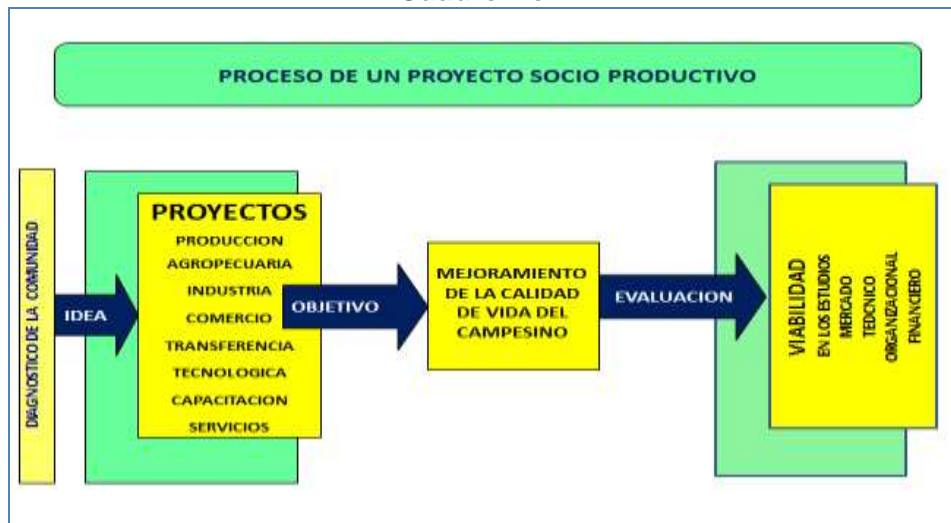 PROCESO DE UN PROYECTO SOCIO PRODUCTIVO
DIAGNOSTICO DE LA COMUNIDAD
IDEA
PROYECTOS
PRODUCCION
AGROPECUARIA
INDUSTRIA
COMERCIO
TRANSFERENCIA
TECNOLOGICA
CAPACITACION
SERVICIOS
OBJETIVO
MEJORAMIENTO
DE LA CALIDAD
DE VIDA DEL
CAMPESINO
EVALUACION
VIABILIDAD
EN LOS ESTUDIOS
MERCADO
TEDCNICO
ORGANIZACIONAL
FINANCIERO